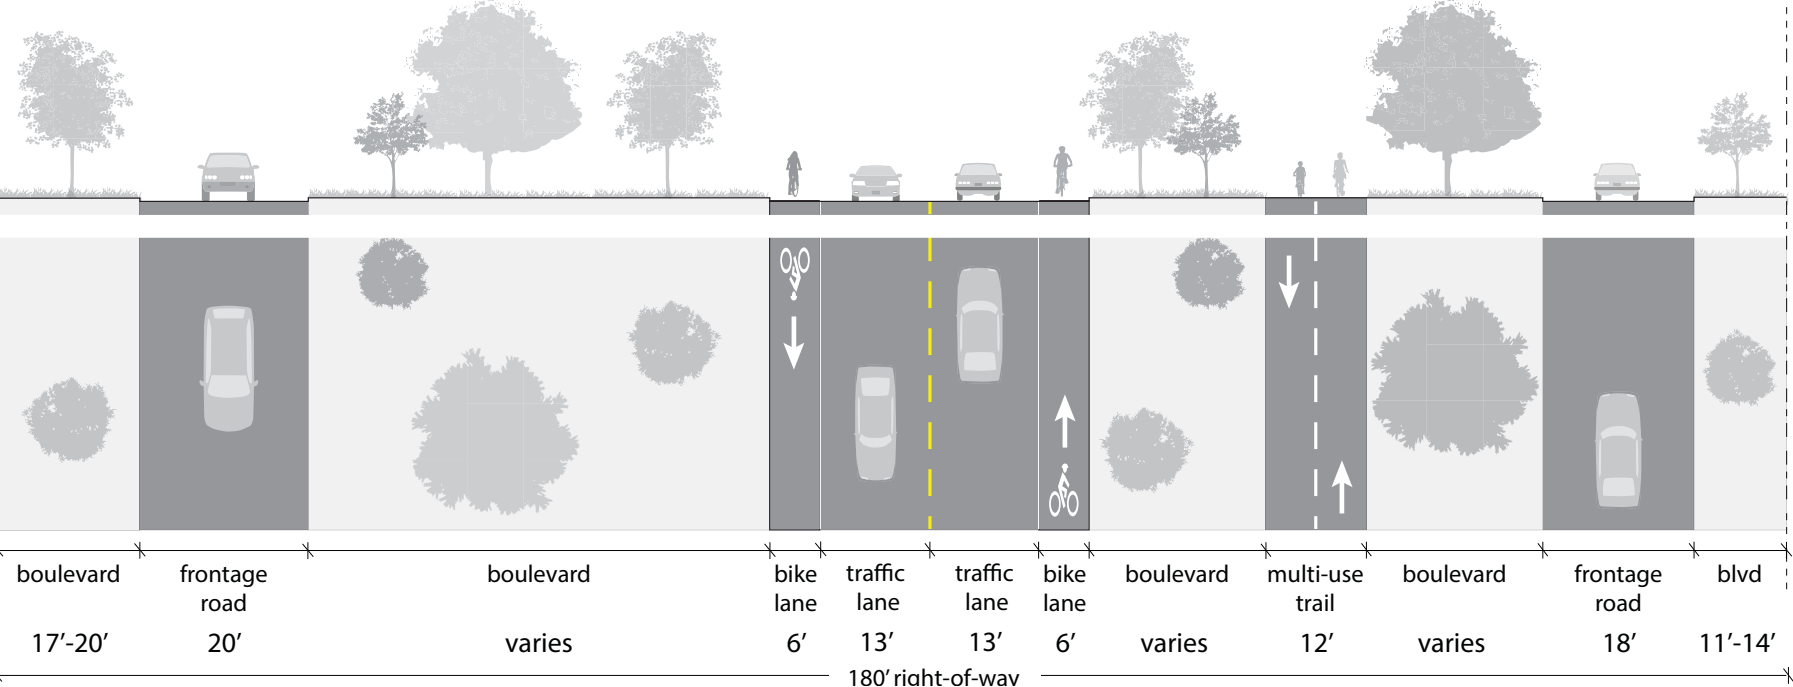 boulevard
frontage
road
boulevard
bike
lane
traffic
lane
traffic
lane
bike
lane
boulevard
multi-use
trail
boulevard
frontage
road
blvd
17’-20’
20’
varies
6’
13’
13’
6’
varies
12’
varies
18’
11’-14’
180’ right-of-way